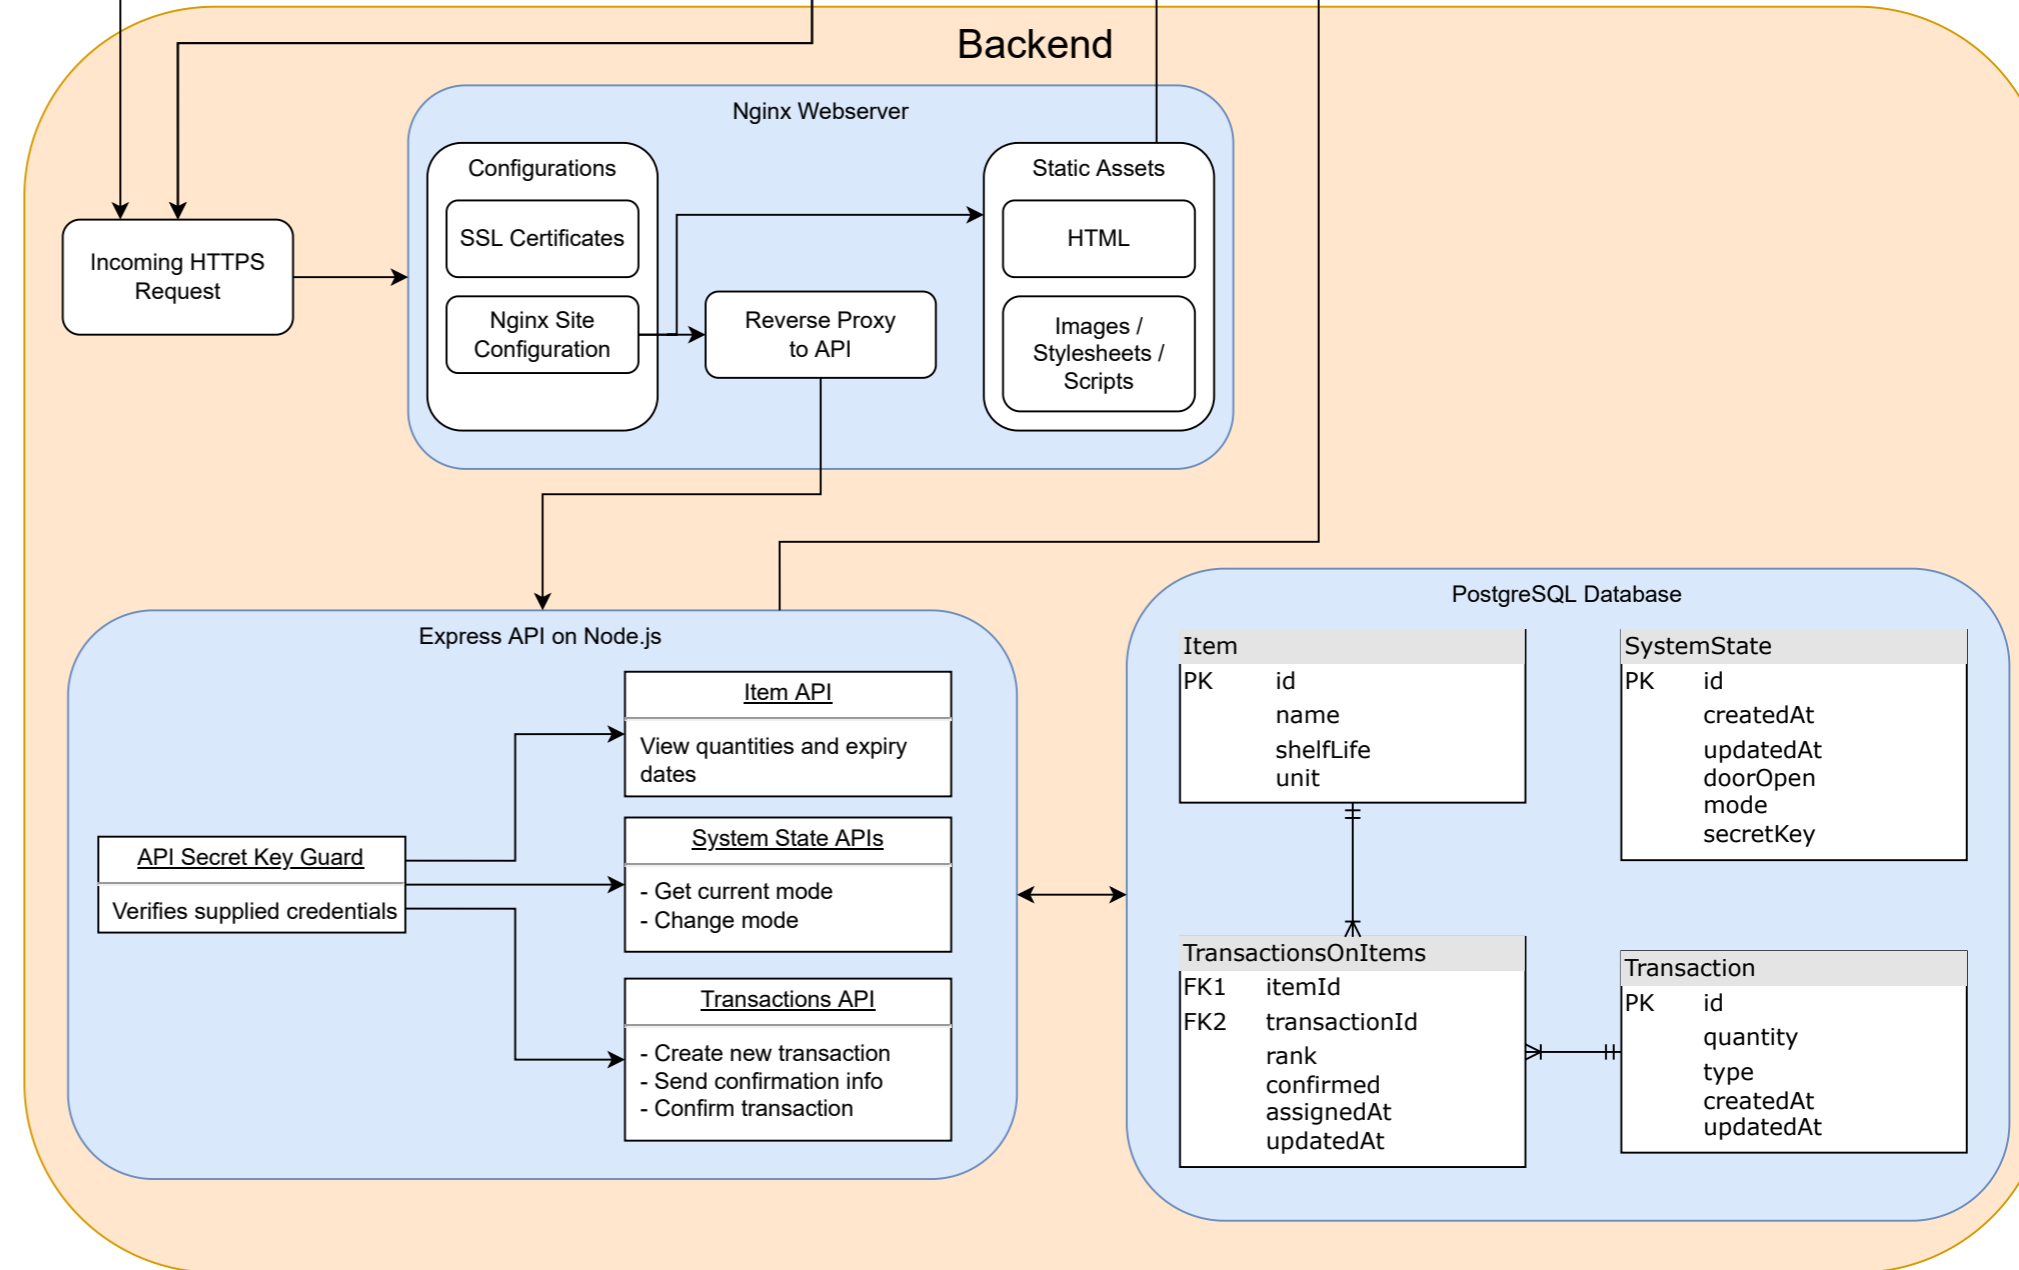 Backend
Nginx Webserver
Configurations
SSL Certificates
Nginx Site
Configuration
Incoming HTTPS
Request
Reverse Proxy
to API
Static Assets
HTML
Images /
Stylesheets /
Scripts
Express API on Node.js
API Secret Key Guard
Verifies supplied credentials
Item API
View quantities and expiry
dates
System State APIs
- Get current mode
- Change mode
Transactions API
- Create new transaction
- Send confirmation info
- Confirm transaction
PostgreSQL Database
Item
PK id
name
shelfLife
unit
SystemState
PK id
createdAt
updatedAt
doorOpen
mode
secretKey
TransactionsOnItems
FK1 itemId
FK2 transactionId
rank
confirmed
assignedAt
updatedAt
Transaction
PK id
quantity
type
createdAt
updatedAt